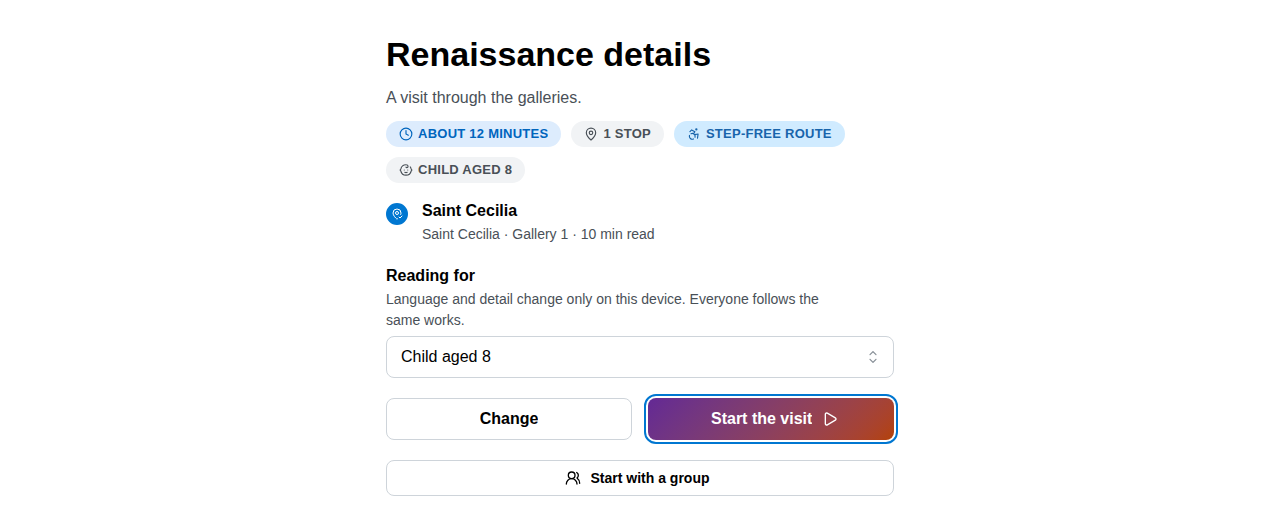 Renaissance details
A visit through the galleries.
ABOUT 12 MINUTES
1 STOP
STEP-FREE ROUTE
CHILD AGED 8
Saint Cecilia
Saint Cecilia · Gallery 1 · 10 min read
Reading for
Language and detail change only on this device. Everyone follows the
same works.
Child aged 8
Change
Start the visit
Start with a group